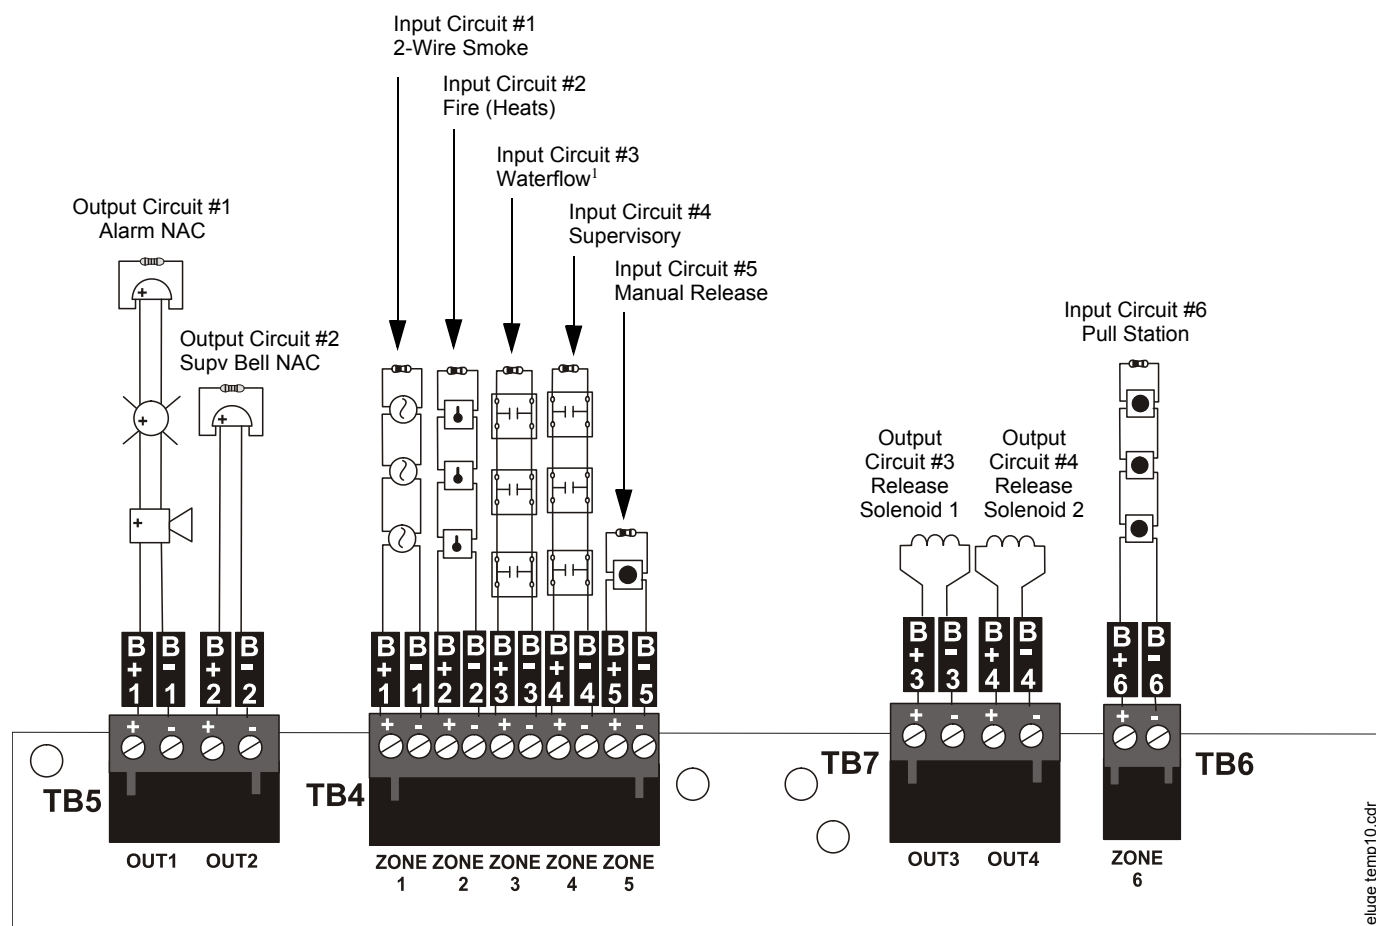 Input Circuit #1
2-Wire Smoke
Input Circuit #2
Fire (Heats)
Input Circuit #3
Waterflow1
Input Circuit #4
Supervisory
Input Circuit #5
Manual Release
Output Circuit #1
Alarm NAC
Output Circuit #2
Supv Bell NAC
Input Circuit #6
Pull Station
Output
Circuit #3
Release
Solenoid 1
Output
Circuit #4
Release
Solenoid 2
+
+
+
+
B+1
B-1
B+2
B-2
B+1
B-1
B+2
B-2
B+3
B-3
B+4
B-4
B+5
B-5
B+3
B-3
B+4
B-4
B+6
B-6
+ - + -
+ - + - + - + - + -
+ - + -
+ -
TB5
TB4
TB7
TB6
OUT1 OUT2
ZONE 1
ZONE 2
ZONE 3
ZONE 4
ZONE 5
OUT3 OUT4
ZONE 6
eluge temp10.cdr